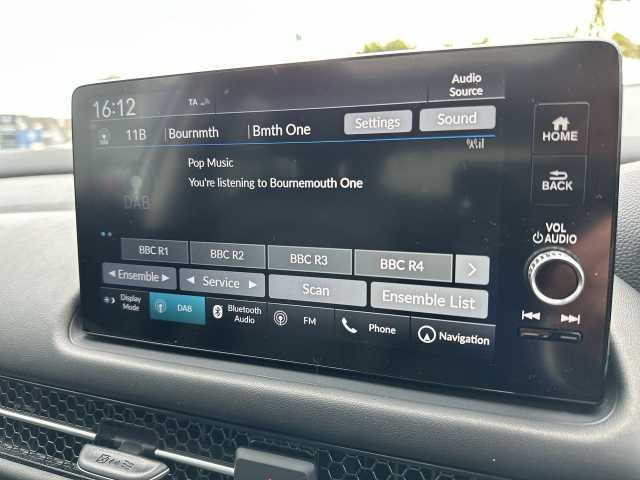 16:12 TA Audio Source
11B Bournmth Bmth One Settings Sound
Pop Music
You're listening to Bournemouth One
DAB
BBC R1 BBC R2 BBC R3 BBC R4
Ensemble Service Scan Ensemble List
Display Mode DAB Bluetooth Audio FM Phone Navigation
HOME
BACK
VOL
AUDIO